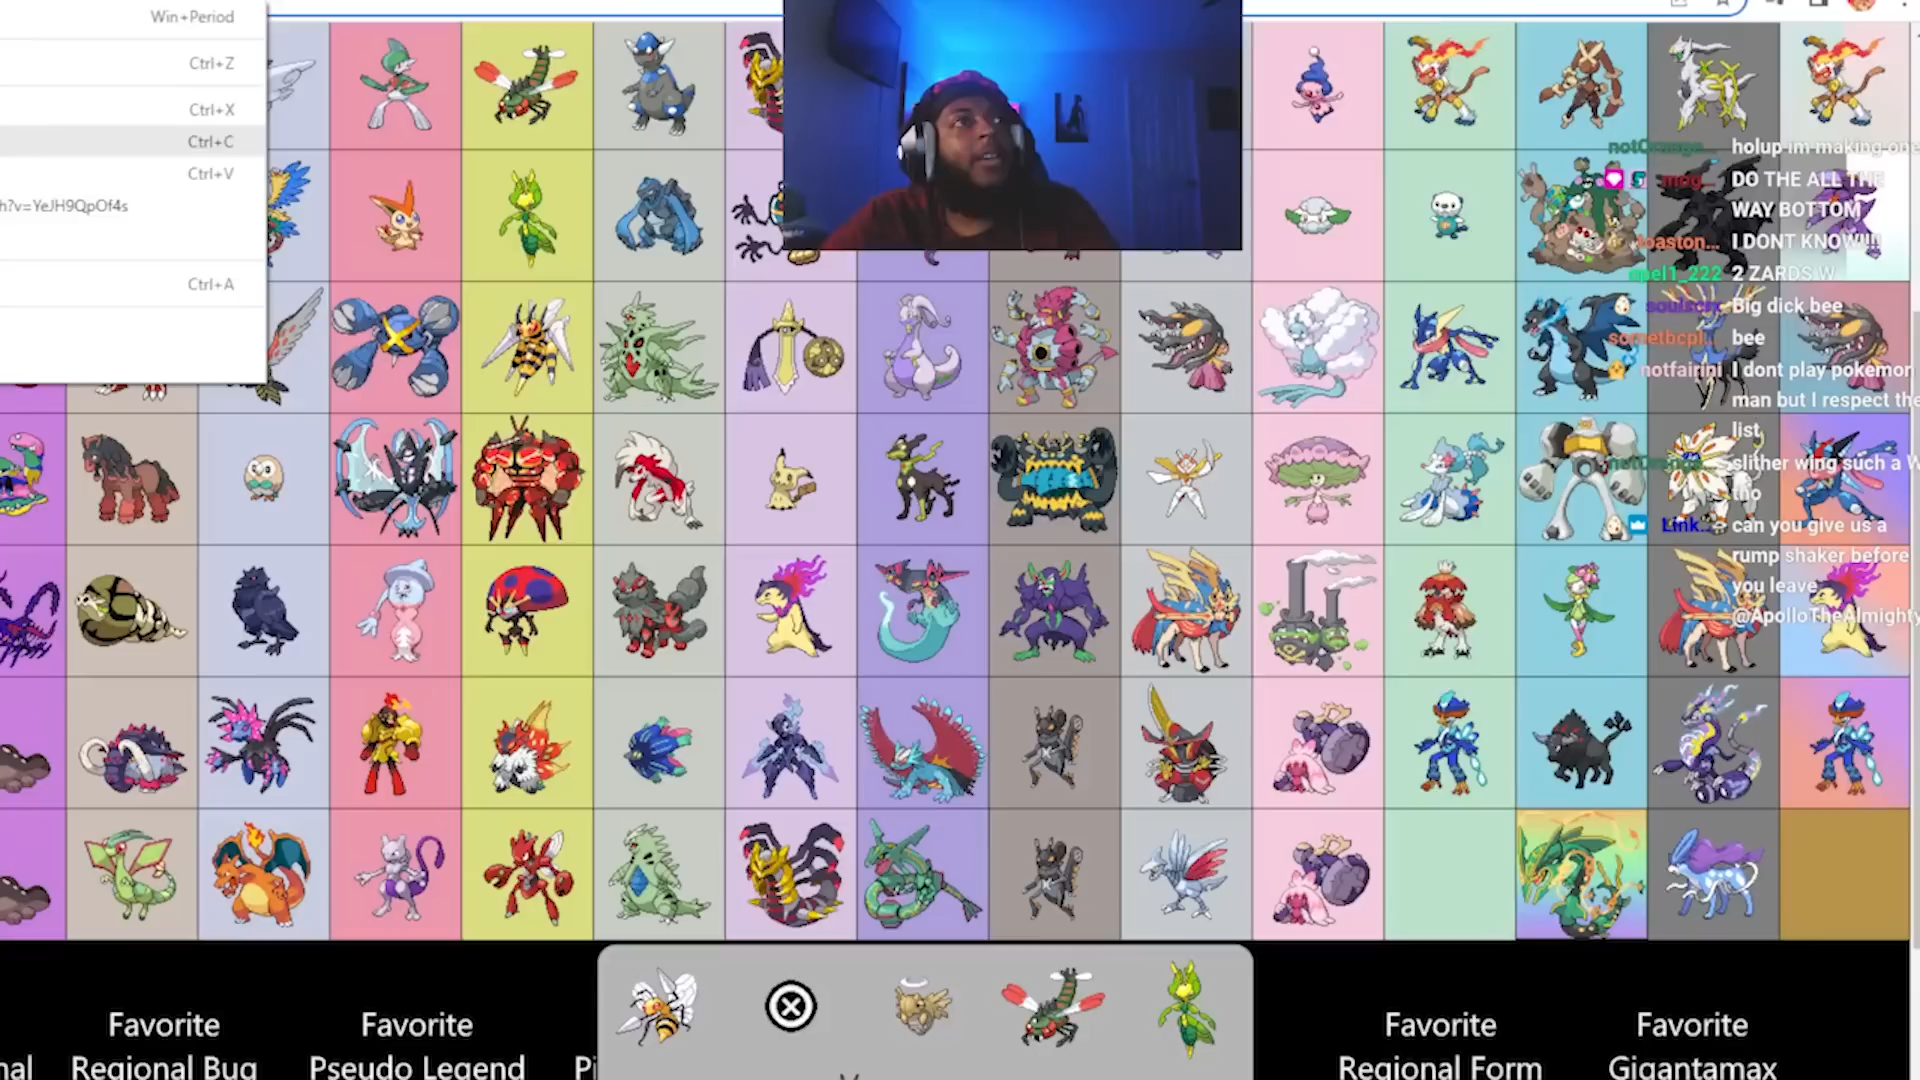 Win+Period
Ctrl+Z
Ctrl+X
Ctrl+C
Ctrl+V
h?v=YeJH9QpOf4s
Ctrl+A
holup im making one
DO THE ALL THE
WAY BOTTOM
toaston... I DONT KNOW!!!!
2 ZARDS W
Big dick bee
bee
notfairini I dont play pokemon
man but I respect the
list
slither wing such a W
tho
Link... can you give us a
rump shaker before
you leave
@ApolloTheAlmighty
Favorite
Regional Bug
Favorite
Pseudo Legend
Favorite
Regional Form
Favorite
Gigantamax